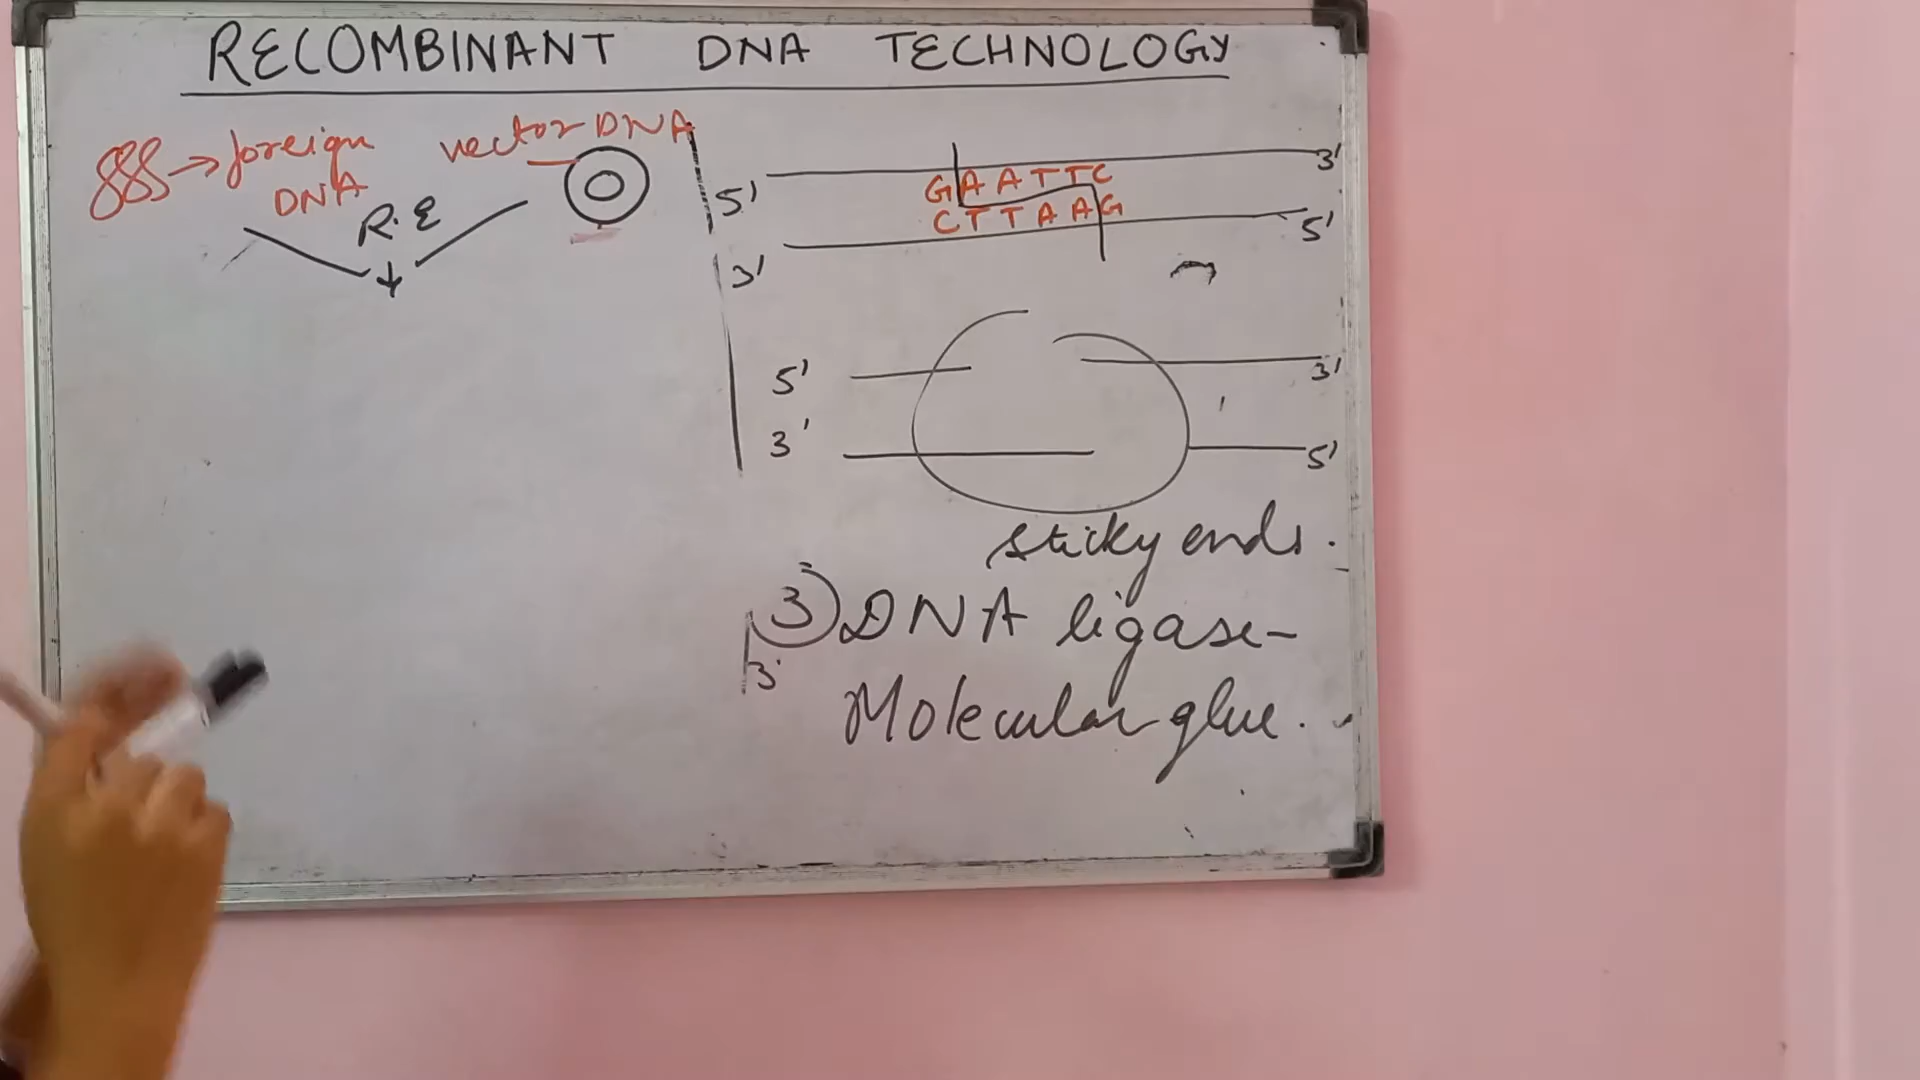 RECOMBINANT DNA TECHNOLOGY
→ foreign
DNA
vector DNA
R.E
5' 3'
GAATTC
CTTAAG
3' 5'
5' 3'
3' 5'
sticky ends.
3) DNA ligase-
3'
Molecular glue.